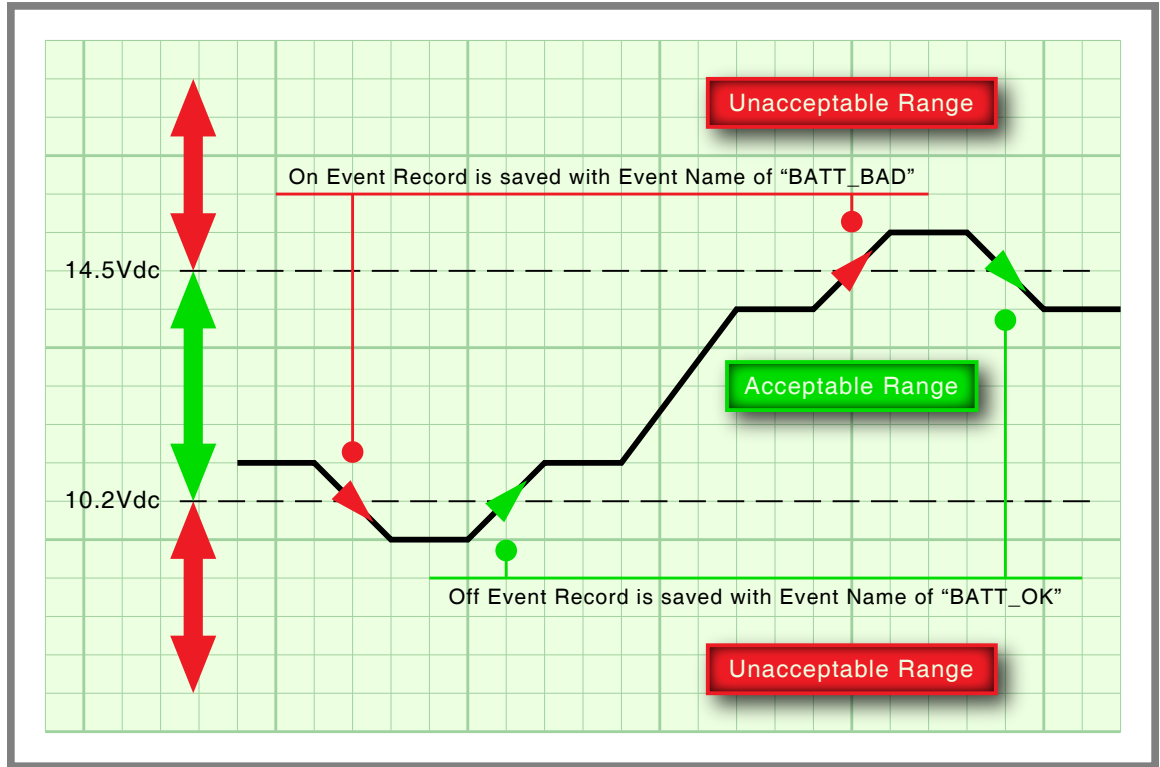 Unacceptable Range
On Event Record is saved with Event Name of “BATT_BAD”
14.5Vdc
Acceptable Range
10.2Vdc
Off Event Record is saved with Event Name of “BATT_OK”
Unacceptable Range